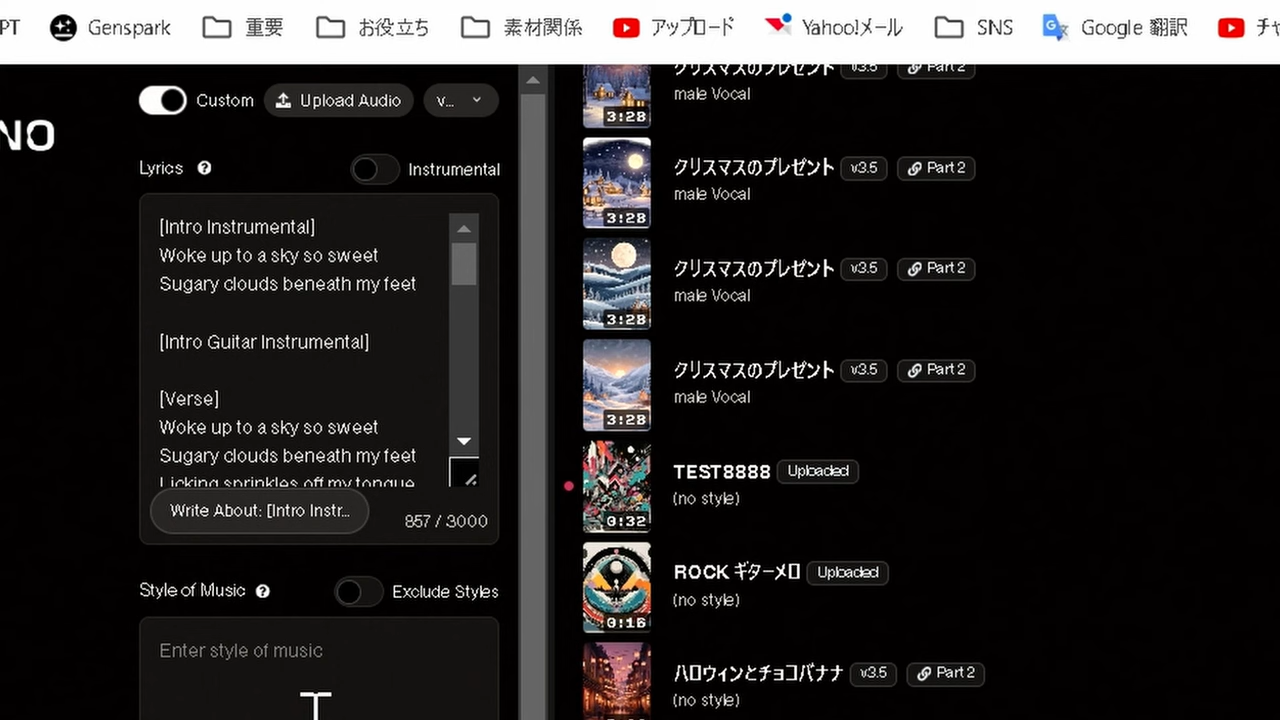 PT Genspark 重要 お役立ち 素材関係 アップロード Yahoo!メール SNS Google 翻訳
NO
Custom Upload Audio v...
Lyrics ? Instrumental
[Intro Instrumental]
Woke up to a sky so sweet
Sugary clouds beneath my feet
[Intro Guitar Instrumental]
[Verse]
Woke up to a sky so sweet
Sugary clouds beneath my feet
Licking sprinkles off my tongue
Write About: [Intro Instr...
857 / 3000
Style of Music ? Exclude Styles
Enter style of music
クリスマスのプレゼント v3.5 Part 2
male Vocal
3:28
クリスマスのプレゼント v3.5 Part 2
male Vocal
3:28
クリスマスのプレゼント v3.5 Part 2
male Vocal
3:28
クリスマスのプレゼント v3.5 Part 2
male Vocal
3:28
TEST8888 Uploaded
(no style)
0:32
ROCK ギターメロ Uploaded
(no style)
0:16
ハロウィンとチョコバナナ v3.5 Part 2
(no style)